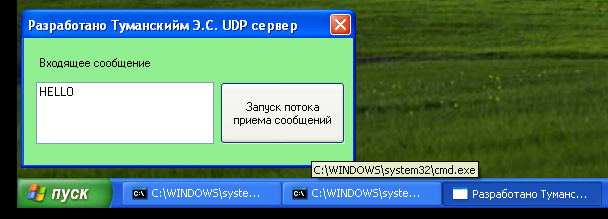 Разработано Туманскийм Э.С. UDP сервер
Входящее сообщение
HELLO
Запуск потока
приема сообщений
C:\WINDOWS\system32\cmd.exe
пуск
C:\WINDOWS\syste...
C:\WINDOWS\syste...
Разработано Туманс...